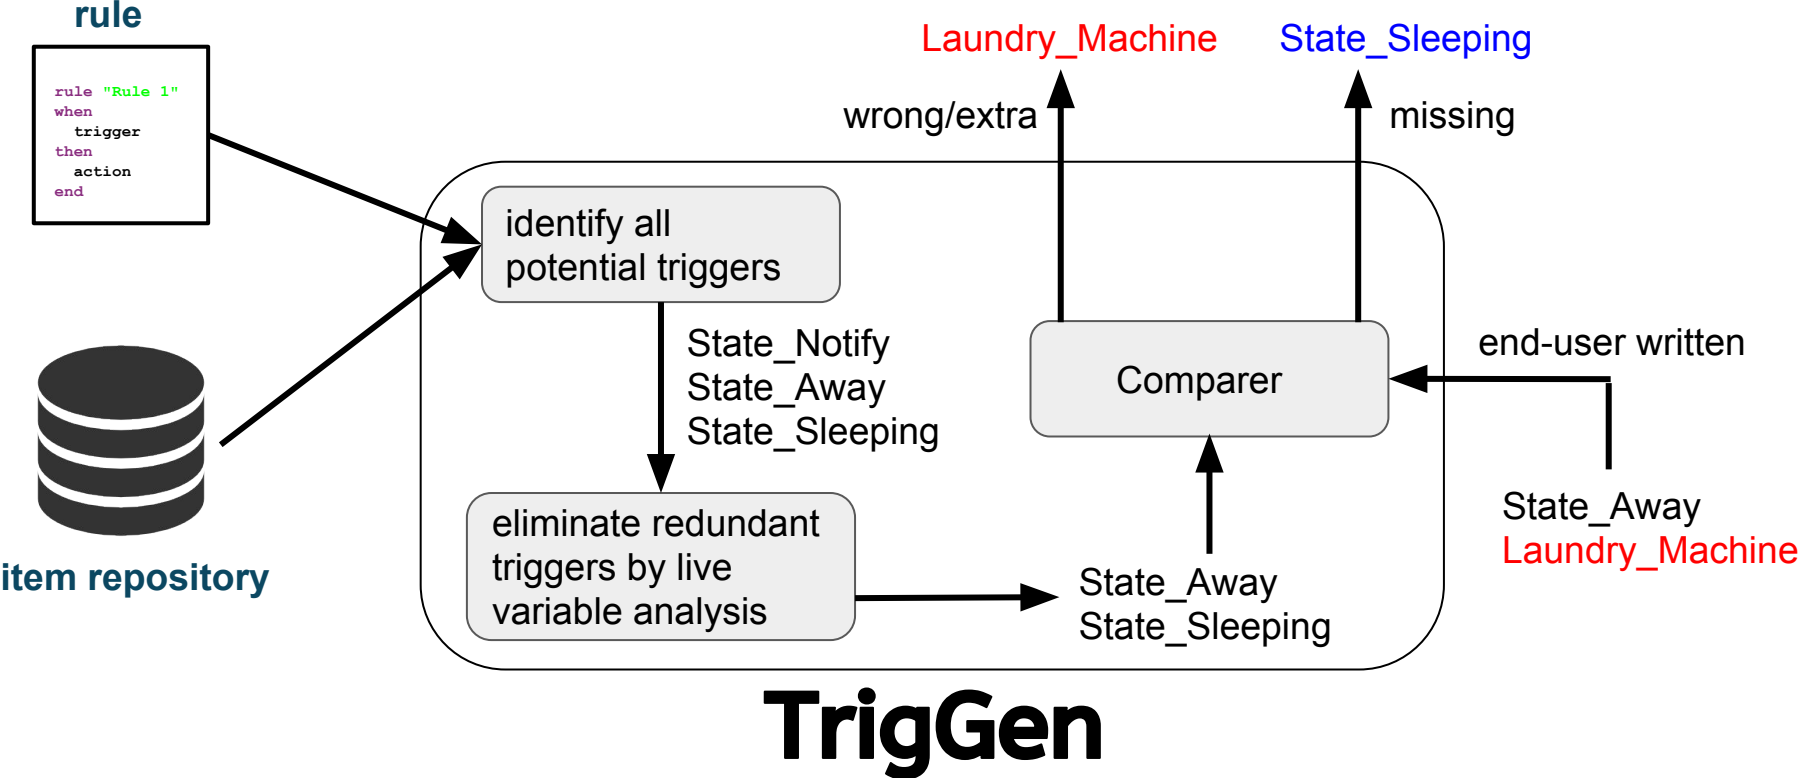 rule
rule "Rule 1"
when
trigger
then
action
end
item repository
identify all
potential triggers
State_Notify
State_Away
State_Sleeping
eliminate redundant
triggers by live
variable analysis
State_Away
State_Sleeping
Comparer
end-user written
State_Away
Laundry_Machine
wrong/extra
Laundry_Machine
missing
State_Sleeping
TrigGen